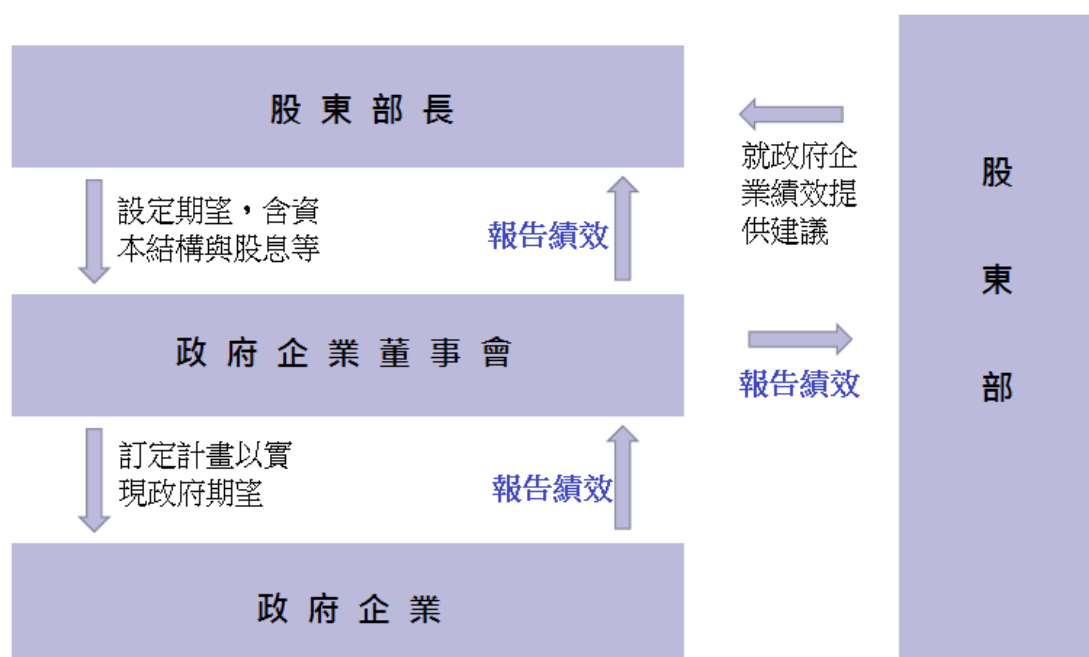 股東部長
設定期望，含資
本結構與股息等
報告績效
政府企業董事會
訂定計畫以實
現政府期望
報告績效
政府企業
就政府企
業績效提
供建議
報告績效
股
東
部